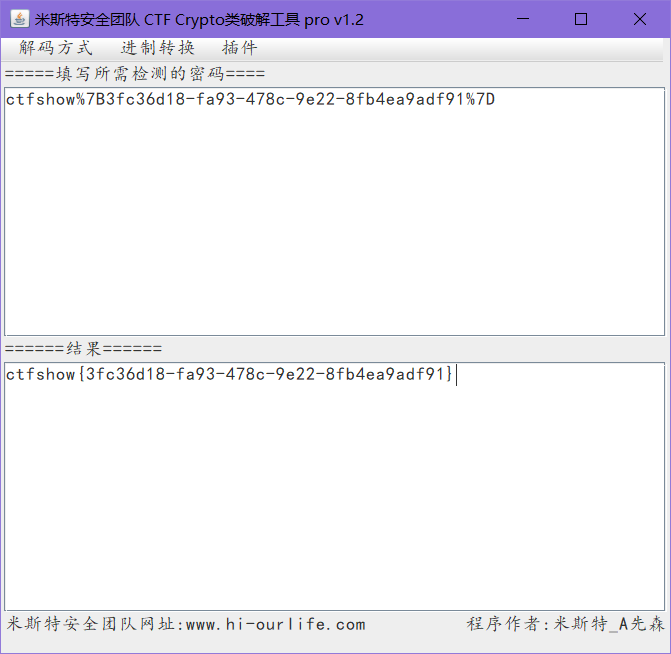 米斯特安全团队 CTF Crypto类破解工具 pro v1.2
解码方式 进制转换 插件
=====填写所需检测的密码====
ctfshow%7B3fc36d18-fa93-478c-9e22-8fb4ea9adf91%7D
======结果======
ctfshow{3fc36d18-fa93-478c-9e22-8fb4ea9adf91}
米斯特安全团队网址:www.hi-ourlife.com 程序作者:米斯特_A先森